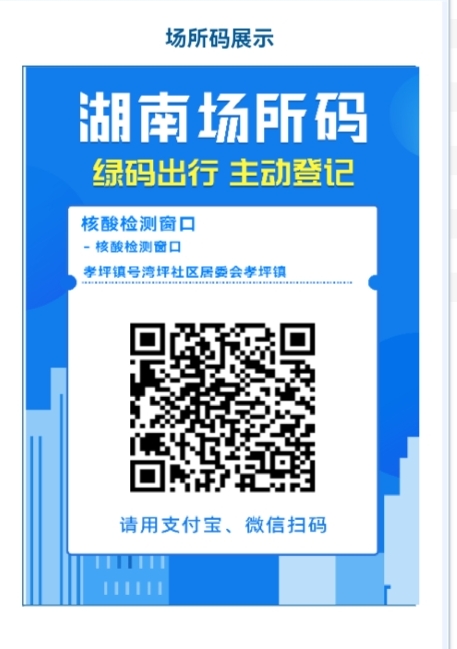 场所码展示
湖南场所码
绿码出行 主动登记
核酸检测窗口
- 核酸检测窗口
孝坪镇号湾坪社区居委会孝坪镇
请用支付宝、微信扫码